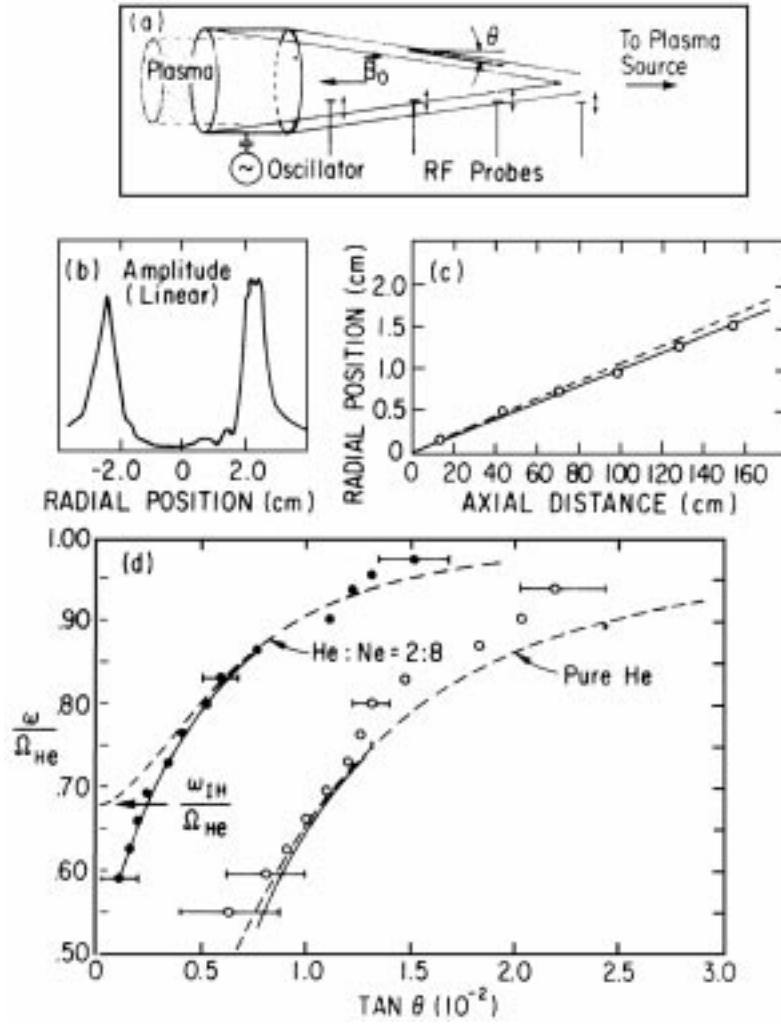 (a)
Plasma
B₀
θ
To Plasma
Source
Oscillator
RF Probes
(b) Amplitude
(Linear)
-2.0 0 2.0
RADIAL POSITION (cm)
(c)
RADIAL POSITION (cm)
2.0
1.5
1.0
0.5
0
0 20 40 60 80 100 120 140 160
AXIAL DISTANCE (cm)
(d)
1.00
.90
.80
.70
.60
.50
ω
Ω_He
He : Ne = 2:8
Pure He
ω_IH
Ω_He
0 0.5 1.0 1.5 2.0 2.5 3.0
TAN θ (10⁻²)